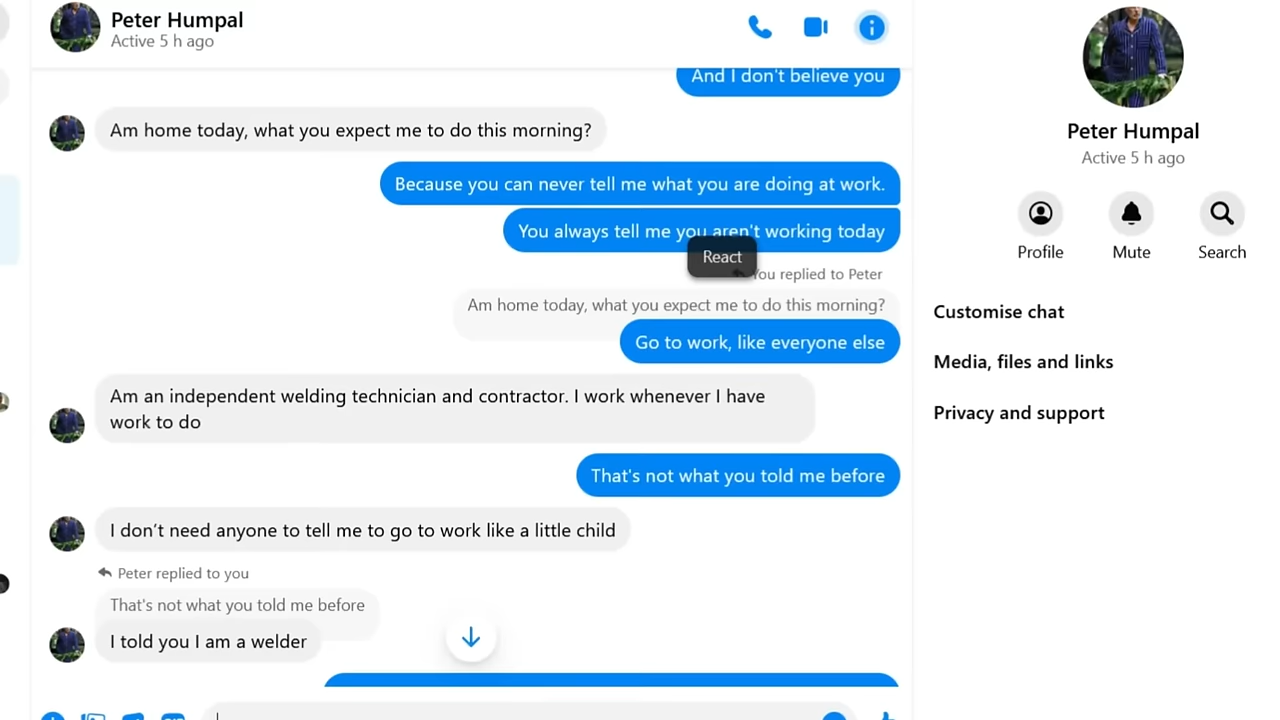 Peter Humpal
Active 5 h ago
And I don't believe you
Am home today, what you expect me to do this morning?
Because you can never tell me what you are doing at work.
You always tell me you aren't working today
React
You replied to Peter
Am home today, what you expect me to do this morning?
Go to work, like everyone else
Am an independent welding technician and contractor. I work whenever I have
work to do
That's not what you told me before
I don’t need anyone to tell me to go to work like a little child
Peter replied to you
That's not what you told me before
I told you I am a welder
Peter Humpal
Active 5 h ago
Profile
Mute
Search
Customise chat
Media, files and links
Privacy and support